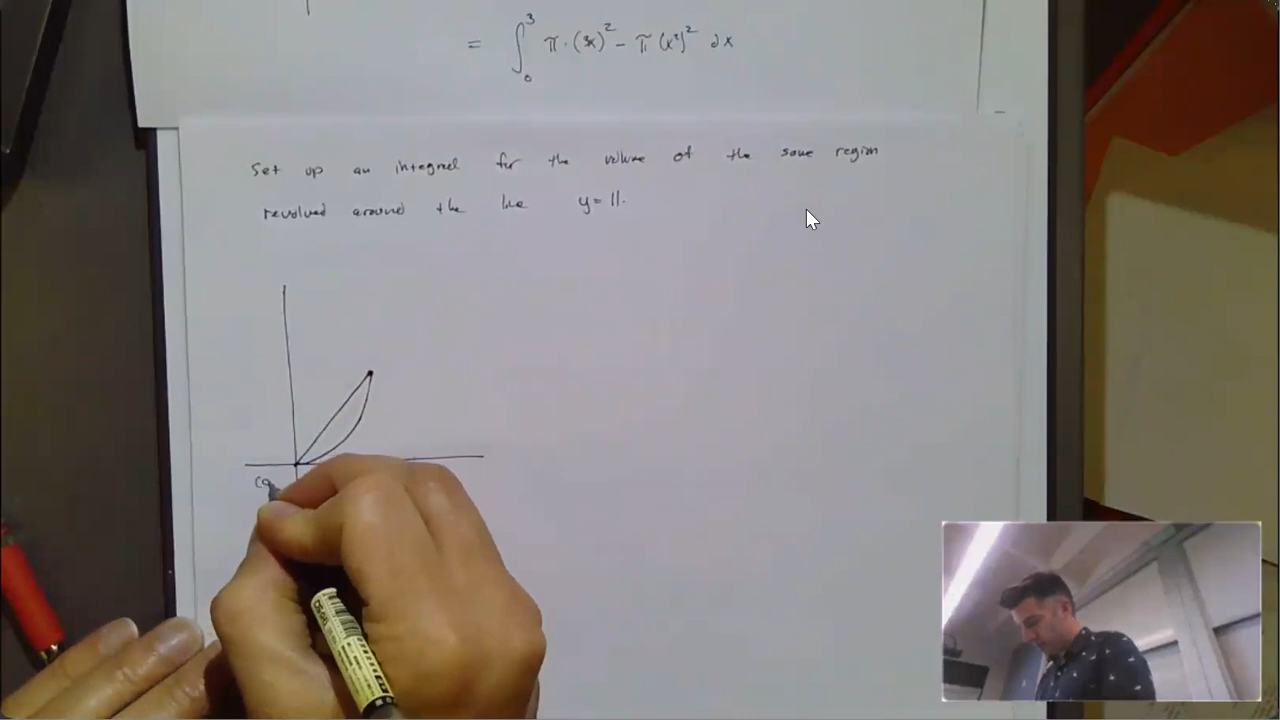 = ∫₀³ π·(3x)² − π(x²)² dx
Set up an integral for the volume of the same region
revolved around the line y = 11.
(0